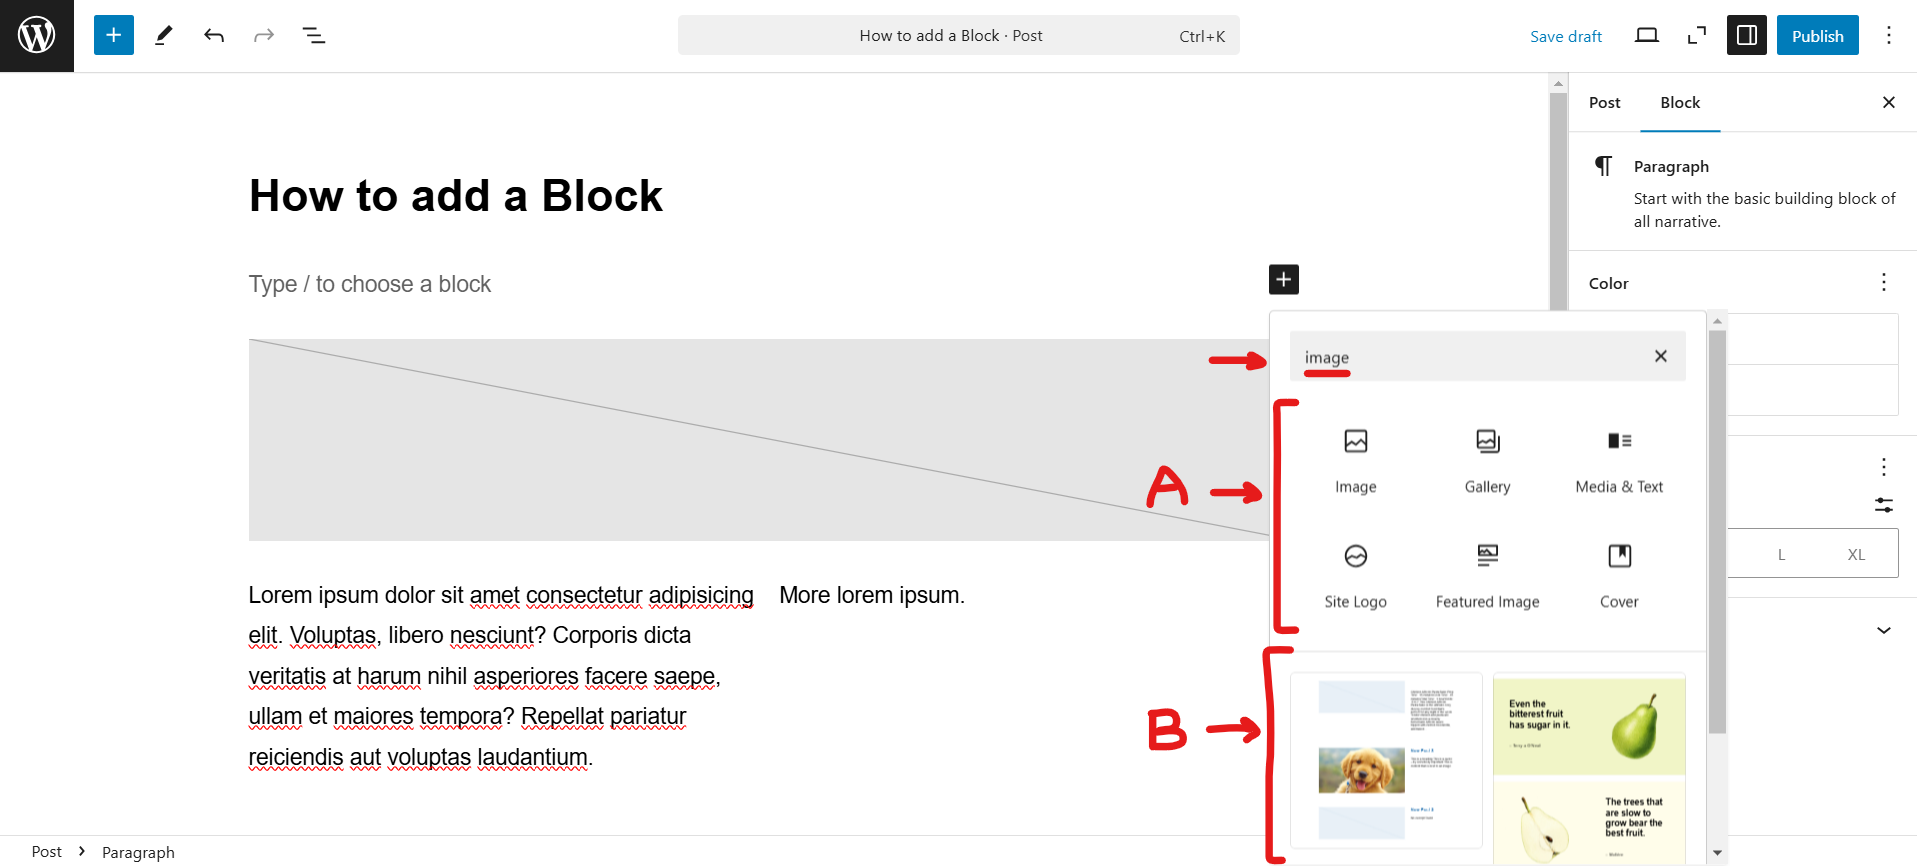 How to add a Block · Post
Ctrl+K
Save draft
Publish
Post
Block
Paragraph
Start with the basic building block of
all narrative.
Color
L
XL
How to add a Block
Type / to choose a block
image
A
Image
Gallery
Media & Text
Site Logo
Featured Image
Cover
B
Even the
bitterest fruit
has sugar in it.
The trees that
are slow to
grow bear the
best fruit.
Lorem ipsum dolor sit amet consectetur adipisicing
elit. Voluptas, libero nesciunt? Corporis dicta
veritatis at harum nihil asperiores facere saepe,
ullam et maiores tempora? Repellat pariatur
reiciendis aut voluptas laudantium.
More lorem ipsum.
Post
Paragraph